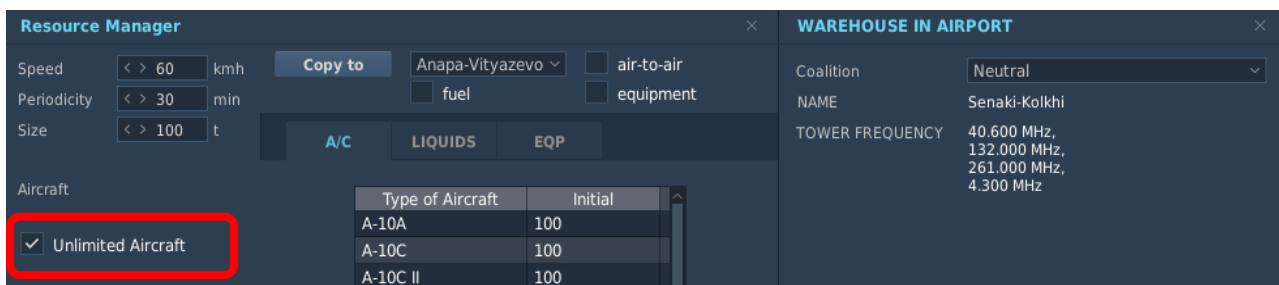 Resource Manager
Speed < > 60 kmh
Periodicity < > 30 min
Size < > 100 t
Copy to Anapa-Vityazevo air-to-air
fuel equipment
A/C LIQUIDS EQP
Aircraft
Unlimited Aircraft
Type of Aircraft Initial
A-10A 100
A-10C 100
A-10C II 100
WAREHOUSE IN AIRPORT
Coalition Neutral
NAME Senaki-Kolkhi
TOWER FREQUENCY 40.600 MHz,
132.000 MHz,
261.000 MHz,
4.300 MHz